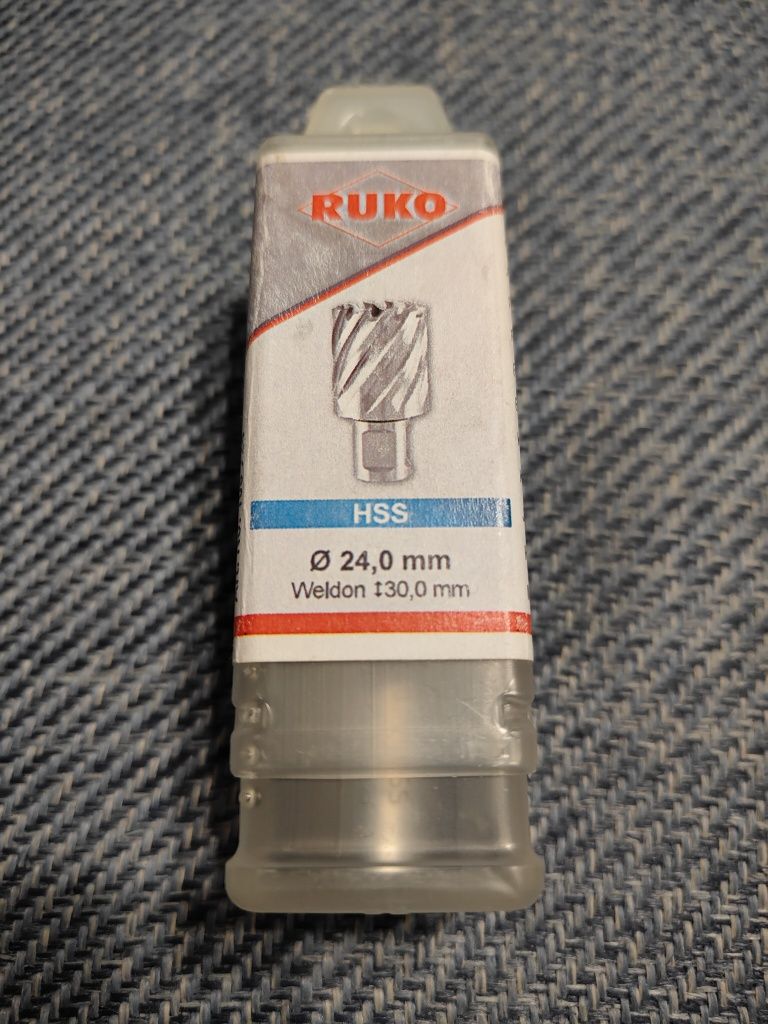 RUKO
HSS
Ø 24,0 mm
Weldon ↕30,0 mm